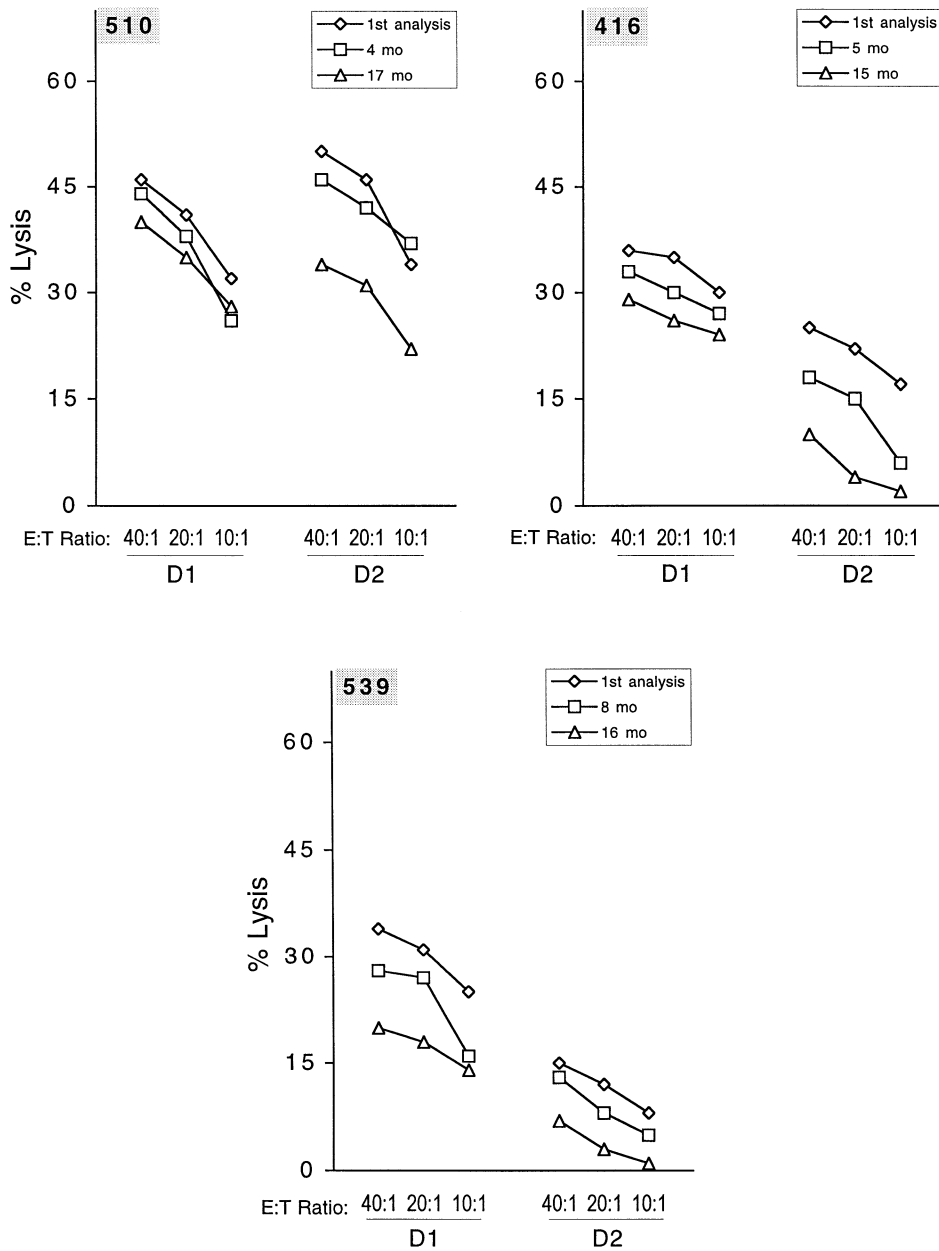 510
1st analysis
4 mo
17 mo
60
45
30
15
0
% Lysis
E:T Ratio: 40:1 20:1 10:1 40:1 20:1 10:1
D1 D2
416
1st analysis
5 mo
15 mo
60
45
30
15
0
E:T Ratio: 40:1 20:1 10:1 40:1 20:1 10:1
D1 D2
539
1st analysis
8 mo
16 mo
60
45
30
15
0
% Lysis
E:T Ratio: 40:1 20:1 10:1 40:1 20:1 10:1
D1 D2